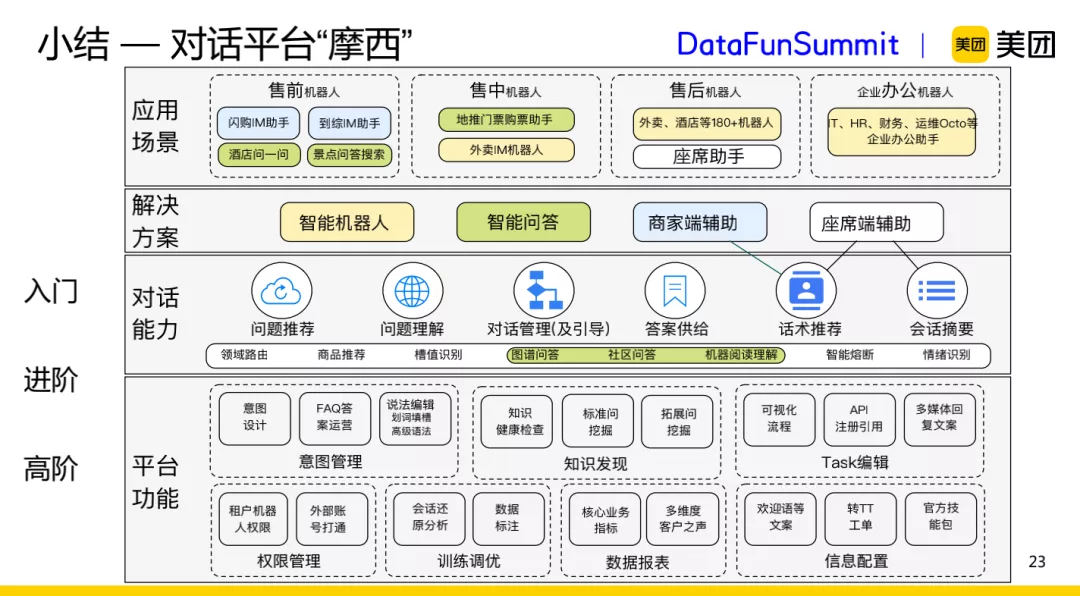 小结 — 对话平台“摩西”
DataFunSummit
美团
美团
应用
场景
售前机器人
闪购IM助手
到综IM助手
酒店问一问
景点问答搜索
售中机器人
地推门票购票助手
外卖IM机器人
售后机器人
外卖、酒店等180+机器人
座席助手
企业办公机器人
IT、HR、财务、运维Octo等
企业办公助手
解决
方案
智能机器人
智能问答
商家端辅助
座席端辅助
入门
进阶
高阶
对话
能力
问题推荐
问题理解
对话管理(及引导)
答案供给
话术推荐
会话摘要
领域路由
商品推荐
槽值识别
图谱问答
社区问答
机器阅读理解
智能熔断
情绪识别
平台
功能
意图
设计
FAQ答
案运营
说法编辑
划词填槽
高级语法
意图管理
知识
健康检查
标准问
挖掘
拓展问
挖掘
知识发现
可视化
流程
API
注册引用
多媒体回
复文案
Task编辑
租户机器
人权限
外部账
号打通
权限管理
会话还
原分析
数据
标注
训练调优
核心业务
指标
多维度
客户之声
数据报表
欢迎语等
文案
转TT
工单
官方技
能包
信息配置
23